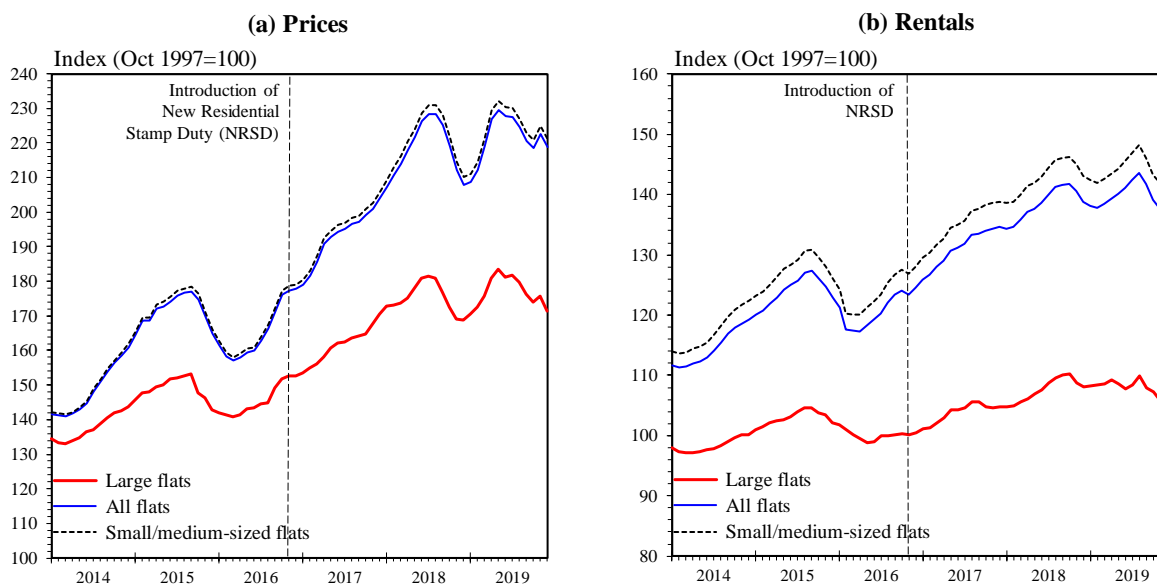 (a) Prices
Index (Oct 1997=100)
240
230
220
210
200
190
180
170
160
150
140
130
120
110
100
Introduction of
New Residential
Stamp Duty (NRSD)
Large flats
All flats
Small/medium-sized flats
2014 2015 2016 2017 2018 2019
(b) Rentals
Index (Oct 1997=100)
160
150
140
130
120
110
100
90
80
Introduction of
NRSD
Large flats
All flats
Small/medium-sized flats
2014 2015 2016 2017 2018 2019